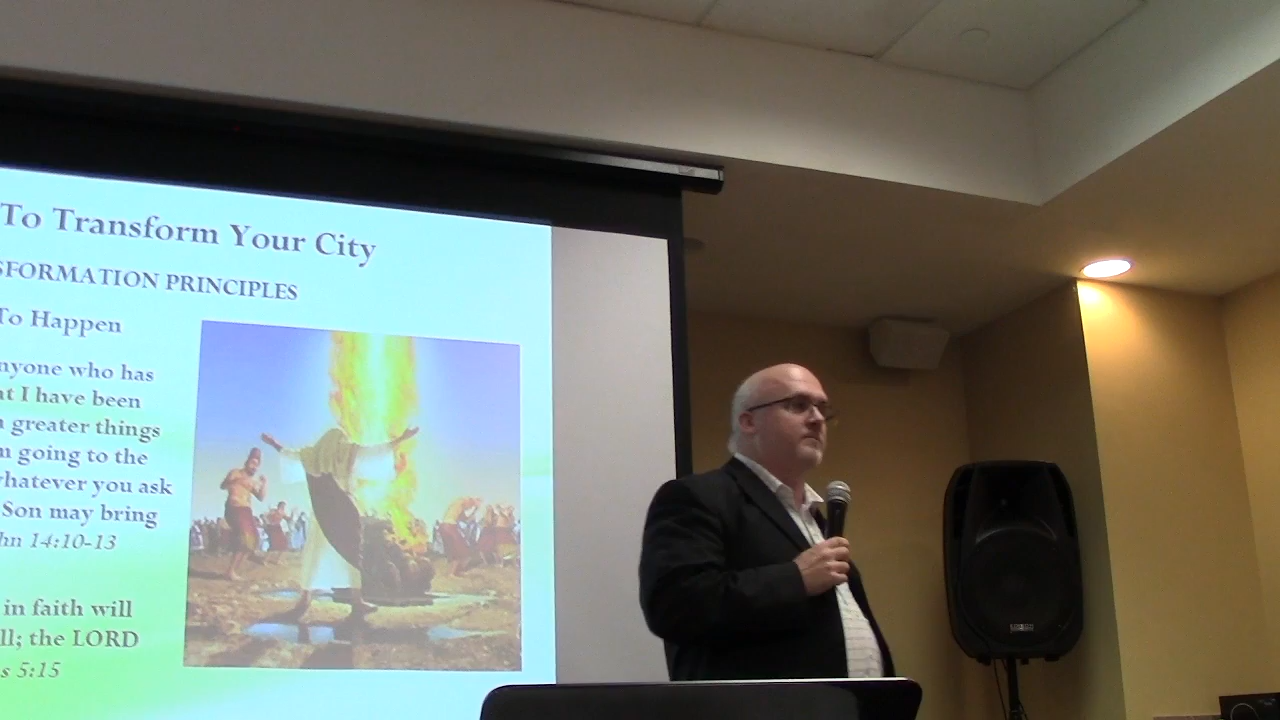 To Transform Your City
SFORMATION PRINCIPLES
To Happen
nyone who has
at I have been
greater things
n going to the
hatever you ask
Son may bring
hn 14:10-13
in faith will
ll; the LORD
s 5:15